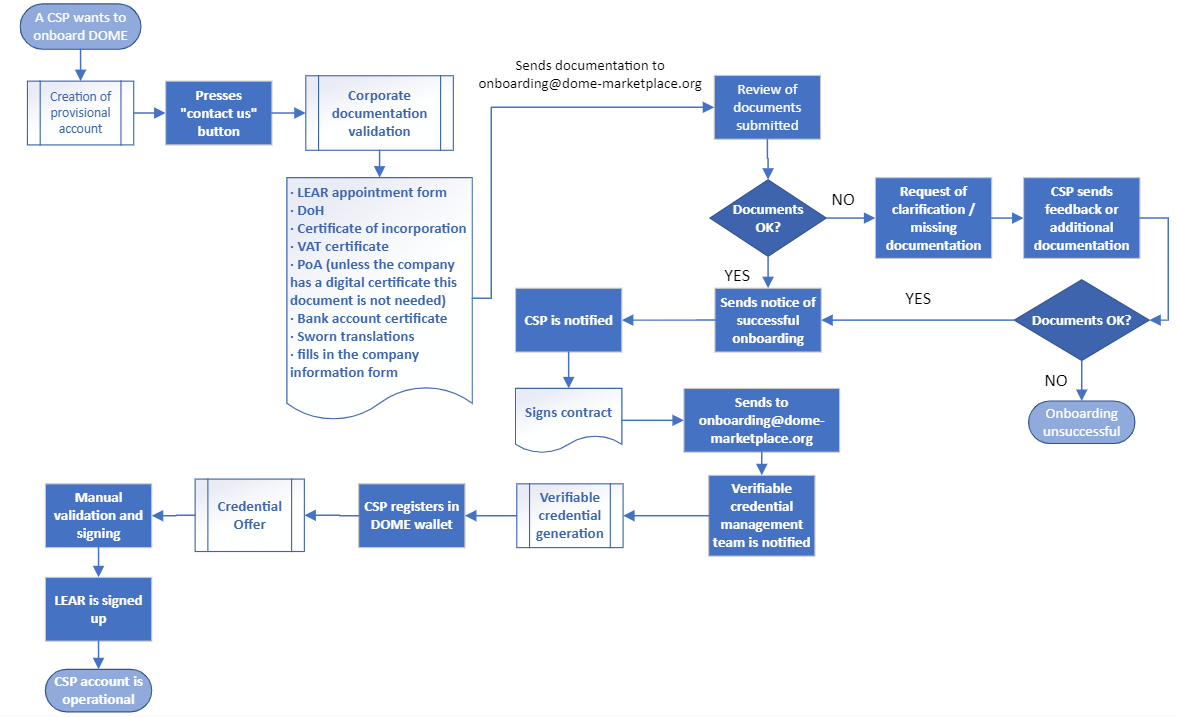 A CSP wants to
onboard DOME
Creation of
provisional
account
Presses
"contact us"
button
Corporate
documentation
validation
· LEAR appointment form
· DoH
· Certificate of incorporation
· VAT certificate
· PoA (unless the company
has a digital certificate this
document is not needed)
· Bank account certificate
· Sworn translations
· fills in the company
information form
Sends documentation to
onboarding@dome-marketplace.org
Review of
documents
submitted
Documents
OK?
NO
Request of
clarification /
missing
documentation
CSP sends
feedback or
additional
documentation
YES
Documents OK?
YES
Sends notice of
successful
onboarding
NO
Onboarding
unsuccessful
CSP is notified
Signs contract
Sends to
onboarding@dome-
marketplace.org
Verifiable
credential
management
team is notified
Verifiable
credential
generation
CSP registers in
DOME wallet
Credential
Offer
Manual
validation and
signing
LEAR is signed
up
CSP account is
operational